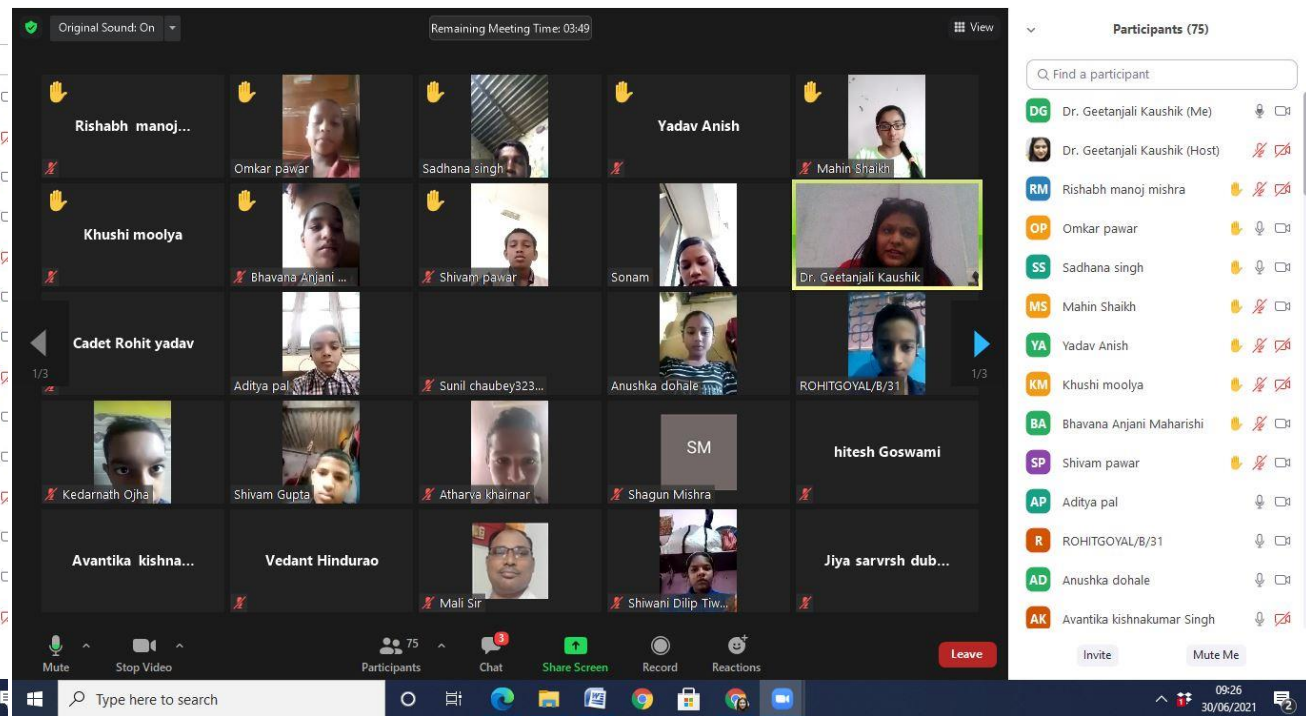 Original Sound: On
Remaining Meeting Time: 03:49
View
Rishabh manoj...
Omkar pawar
Sadhana singh
Yadav Anish
Mahin Shaikh
Khushi moolya
Bhavana Anjani ...
Shivam pawar
Sonam
Dr. Geetanjali Kaushik
Cadet Rohit yadav
Aditya pal
Sunil chaubey323...
Anushka dohale
ROHITGOYAL/B/31
1/3
1/3
Kedarnath Ojha
Shivam Gupta
Atharva khairnar
SM
Shagun Mishra
hitesh Goswami
Avantika kishna...
Vedant Hindurao
Mali Sir
Shiwani Dilip Tiw...
Jiya sarvrsh dub...
Mute
Stop Video
75
Participants
3
Chat
Share Screen
Record
Reactions
Leave
Participants (75)
Find a participant
DG Dr. Geetanjali Kaushik (Me)
Dr. Geetanjali Kaushik (Host)
RM Rishabh manoj mishra
OP Omkar pawar
SS Sadhana singh
MS Mahin Shaikh
YA Yadav Anish
KM Khushi moolya
BA Bhavana Anjani Maharishi
SP Shivam pawar
AP Aditya pal
R ROHITGOYAL/B/31
AD Anushka dohale
AK Avantika kishnakumar Singh
Invite
Mute Me
Type here to search
09:26
30/06/2021
2